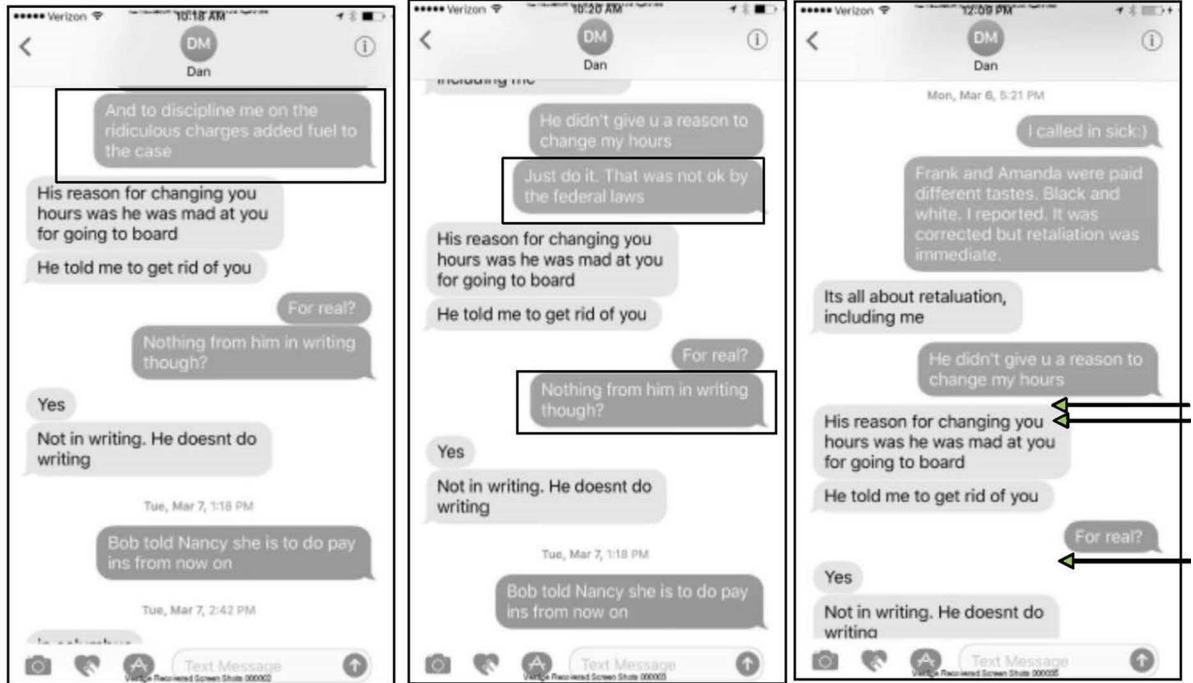 Verizon 10:18 AM
DM
Dan
And to discipline me on the
ridiculous charges added fuel to
the case
His reason for changing you
hours was he was mad at you
for going to board
He told me to get rid of you
For real?
Nothing from him in writing
though?
Yes
Not in writing. He doesnt do
writing
Tue, Mar 7, 1:18 PM
Bob told Nancy she is to do pay
ins from now on
Tue, Mar 7, 2:42 PM
Text Message
Recovered Screen Shots 000002
Verizon 10:20 AM
DM
Dan
including me
He didn't give u a reason to
change my hours
Just do it. That was not ok by
the federal laws
His reason for changing you
hours was he was mad at you
for going to board
He told me to get rid of you
For real?
Nothing from him in writing
though?
Yes
Not in writing. He doesnt do
writing
Tue, Mar 7, 1:18 PM
Bob told Nancy she is to do pay
ins from now on
Text Message
Recovered Screen Shots 000003
Verizon 12:09 PM
DM
Dan
Mon, Mar 6, 5:21 PM
I called in sick:)
Frank and Amanda were paid
different tastes. Black and
white. I reported. It was
corrected but retaliation was
immediate.
Its all about retaluation,
including me
He didn't give u a reason to
change my hours
His reason for changing you
hours was he was mad at you
for going to board
He told me to get rid of you
For real?
Yes
Not in writing. He doesnt do
writing
Text Message
Recovered Screen Shots